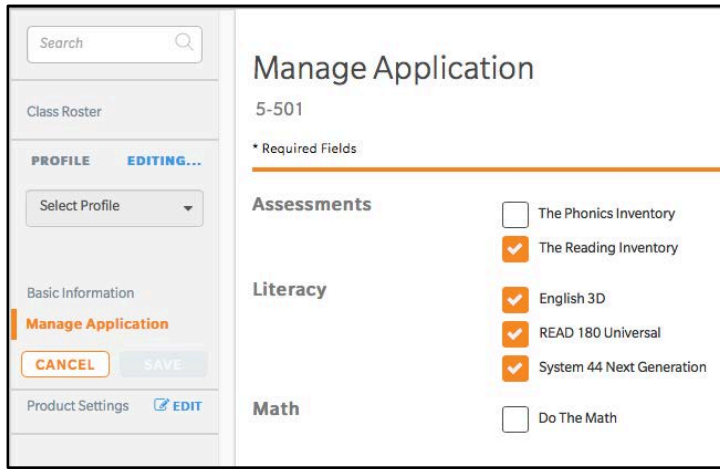 Search
Class Roster
PROFILE EDITING...
Select Profile
Basic Information
Manage Application
CANCEL SAVE
Product Settings EDIT
Manage Application
5-501
* Required Fields
Assessments
The Phonics Inventory
The Reading Inventory
Literacy
English 3D
READ 180 Universal
System 44 Next Generation
Math
Do The Math